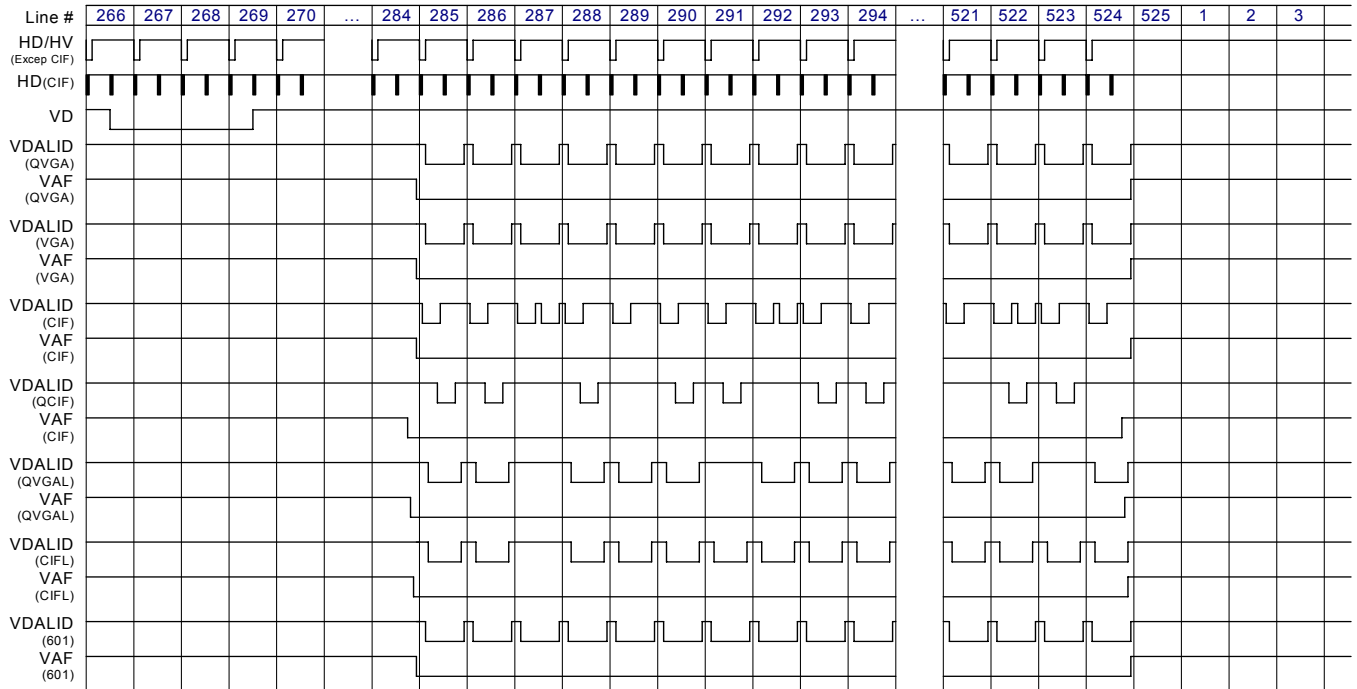 Line # 266 267 268 269 270 ... 284 285 286 287 288 289 290 291 292 293 294 ... 521 522 523 524 525 1 2 3
HD/HV
(Excep CIF)
HD(CIF)
VD
VDALID
(QVGA)
VAF
(QVGA)
VDALID
(VGA)
VAF
(VGA)
VDALID
(CIF)
VAF
(CIF)
VDALID
(QCIF)
VAF
(CIF)
VDALID
(QVGAL)
VAF
(QVGAL)
VDALID
(CIFL)
VAF
(CIFL)
VDALID
(601)
VAF
(601)